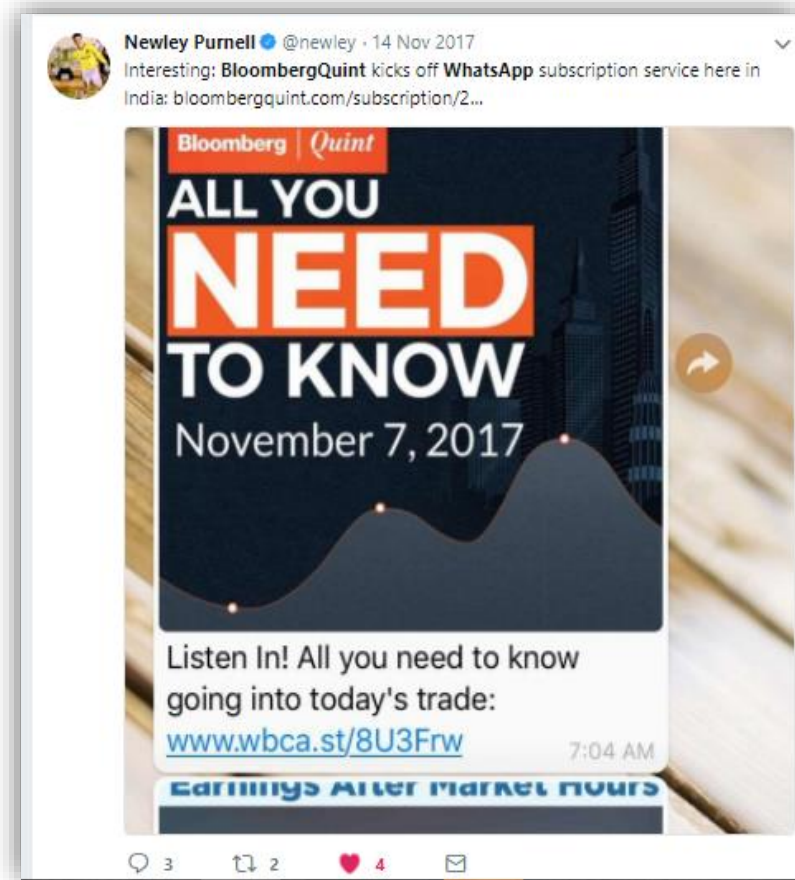 Newley Purnell @newley · 14 Nov 2017
Interesting: BloombergQuint kicks off WhatsApp subscription service here in
India: bloombergquint.com/subscription/2...
Bloomberg | Quint
ALL YOU
NEED
TO KNOW
November 7, 2017
Listen In! All you need to know
going into today's trade:
www.wbca.st/8U3Frw
7:04 AM
Earnings After Market Hours
3 2 4